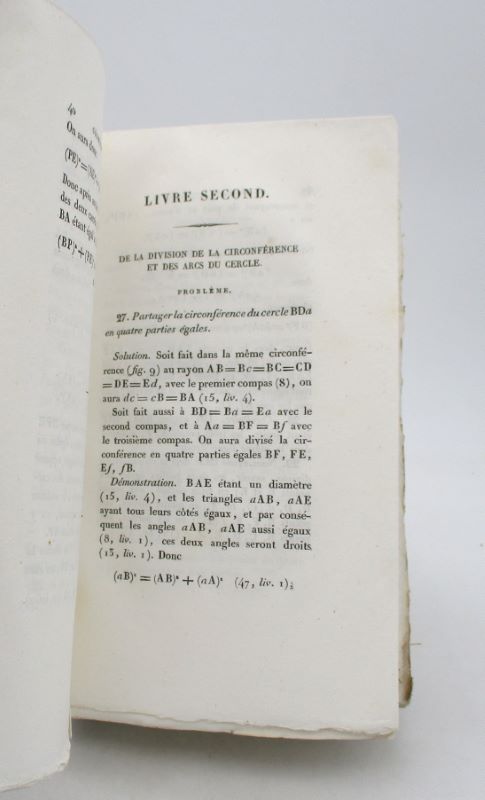 40
On aura donc
Donc après
des deux
BA étant égal
LIVRE SECOND.
DE LA DIVISION DE LA CIRCONFÉRENCE
ET DES ARCS DU CERCLE.
PROBLÈME.
27. Partager la circonférence du cercle BDa
en quatre parties égales.
Solution. Soit fait dans la même circonfé-
rence (fig. 9) au rayon AB=Bc=BC=CD
=DE=Ed, avec le premier compas (8), on
aura dc=cB=BA (15, liv. 4).
Soit fait aussi à BD=Ba=Ea avec le
second compas, et à Aa=BF=Bf avec
le troisième compas. On aura divisé la cir-
conférence en quatre parties égales BF, FE,
Ef, fB.
Démonstration. BAE étant un diamètre
(15, liv. 4), et les triangles aAB, aAE
ayant tous leurs côtés égaux, et par consé-
quent les angles aAB, aAE aussi égaux
(8, liv. 1), ces deux angles seront droits
(13, liv. 1). Donc
(aB)²=(AB)²+(aA)² (47, liv. 1);